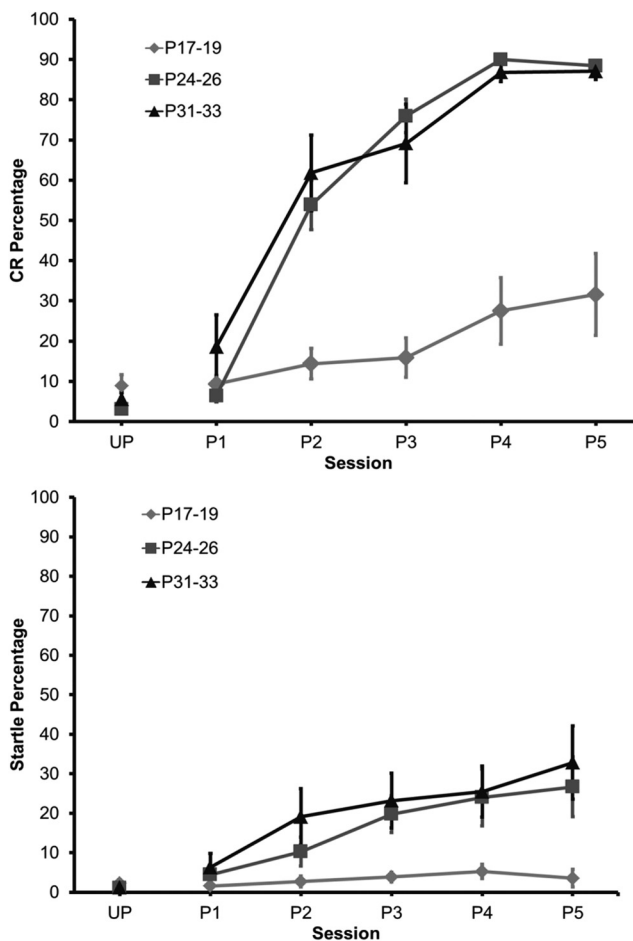 100
90
80
70
60
50
40
30
20
10
0
CR Percentage
P17-19
P24-26
P31-33
UP P1 P2 P3 P4 P5
Session
100
90
80
70
60
50
40
30
20
10
0
Startle Percentage
P17-19
P24-26
P31-33
UP P1 P2 P3 P4 P5
Session